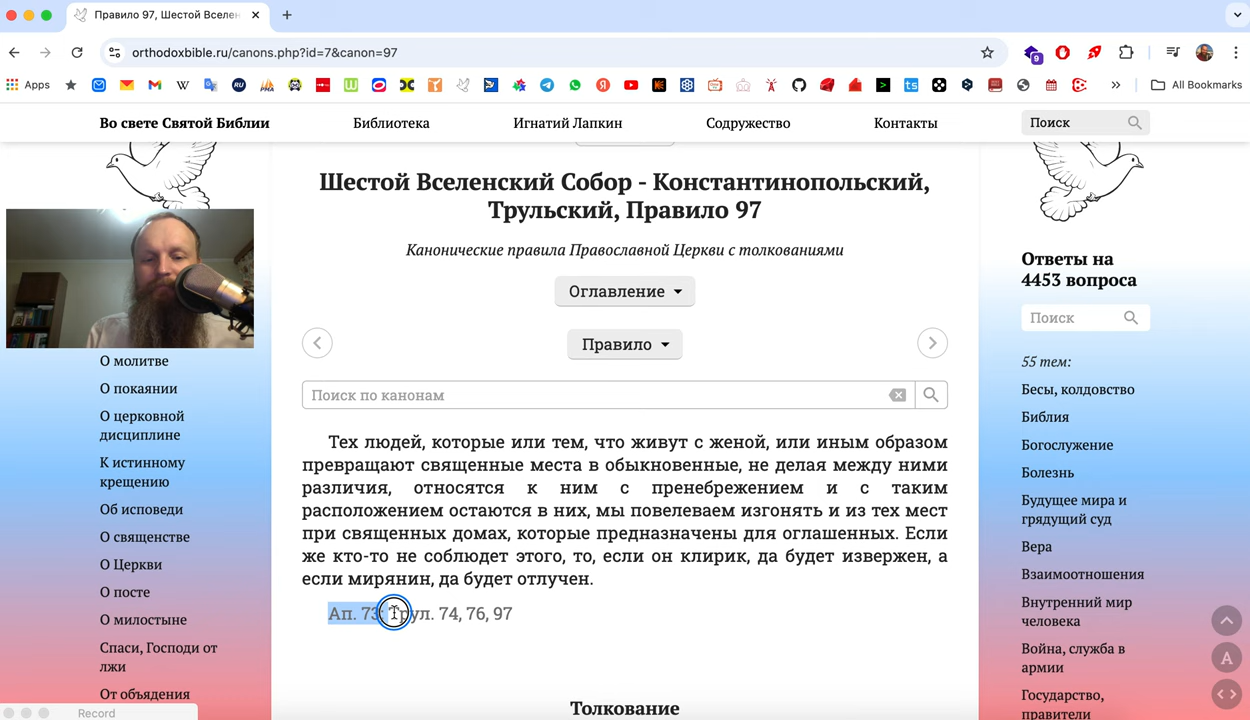 Правило 97, Шестой Вселен
orthodoxbible.ru/canons.php?id=7&canon=97
9
Apps
All Bookmarks
Во свете Святой Библии
Библиотека
Игнатий Лапкин
Содружество
Контакты
Поиск
Шестой Вселенский Собор - Константинопольский,
Трульский, Правило 97
Канонические правила Православной Церкви с толкованиями
Оглавление
Правило
Поиск по канонам
Тех людей, которые или тем, что живут с женой, или иным образом
превращают священные места в обыкновенные, не делая между ними
различия, относятся к ним с пренебрежением и с таким
расположением остаются в них, мы повелеваем изгонять и из тех мест
при священных домах, которые предназначены для оглашенных. Если
же кто-то не соблюдет этого, то, если он клирик, да будет извержен, а
если мирянин, да будет отлучен.
Ап. 73; Трул. 74, 76, 97
Толкование
О молитве
О покаянии
О церковной
дисциплине
К истинному
крещению
Об исповеди
О священстве
О Церкви
О посте
О милостыне
Спаси, Господи от
лжи
От объядения
Record
Ответы на
4453 вопроса
Поиск
55 тем:
Бесы, колдовство
Библия
Богослужение
Болезнь
Будущее мира и
грядущий суд
Вера
Взаимоотношения
Внутренний мир
человека
Война, служба в
армии
Государство,
правители
A